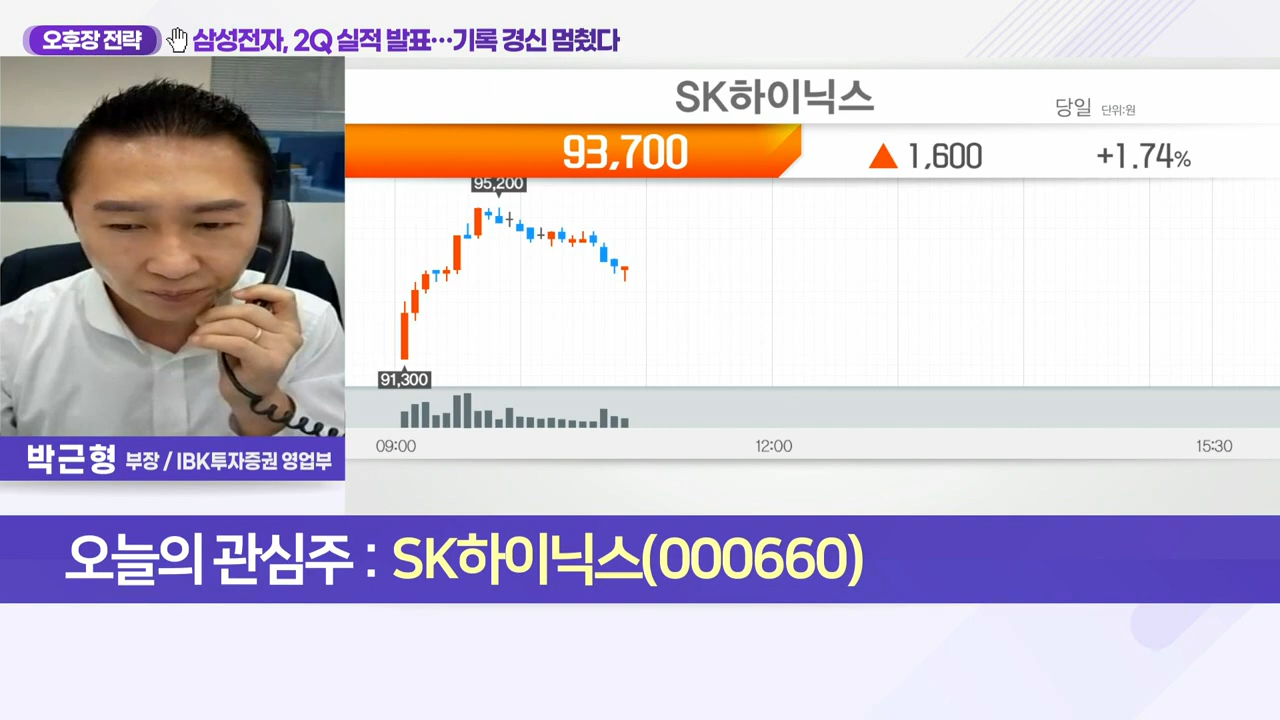 오후장 전략 삼성전자, 2Q 실적 발표…기록 경신 멈췄다
SK하이닉스
당일 단위:원
93,700 ▲ 1,600 +1.74%
95,200
91,300
09:00 12:00 15:30
박근형 부장 / IBK투자증권 영업부
오늘의 관심주 : SK하이닉스(000660)